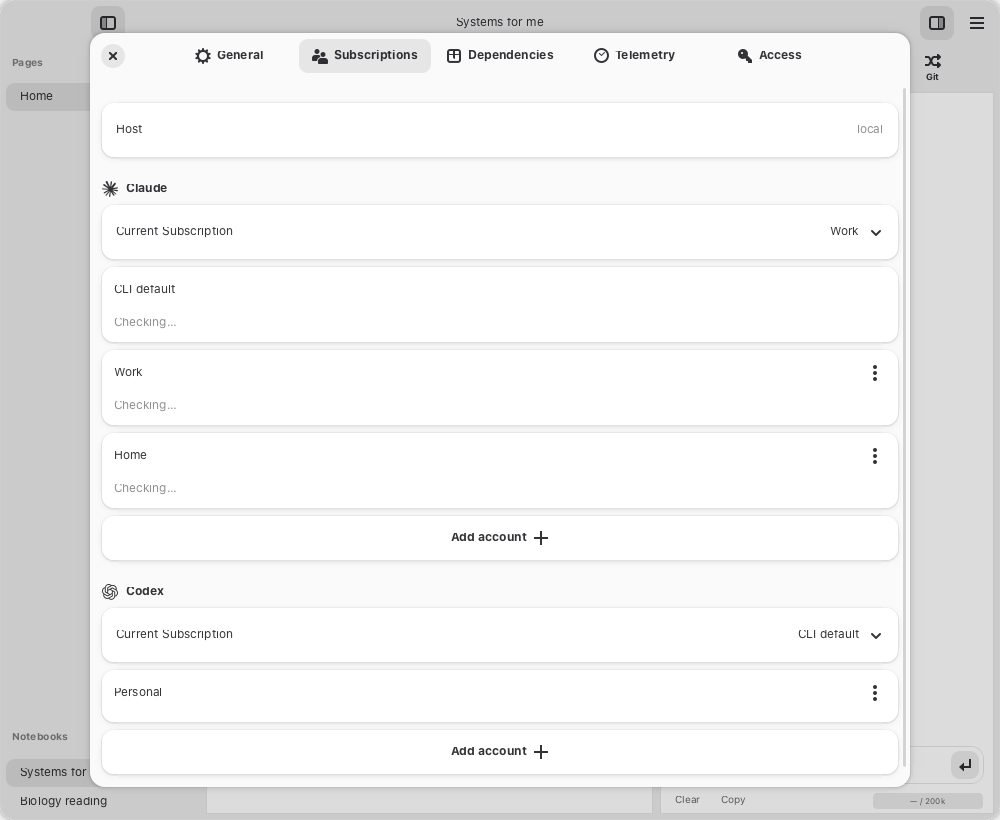 Systems for me
Pages
Home
Git
General
Subscriptions
Dependencies
Telemetry
Access
Host
local
Claude
Current Subscription
Work
CLI default
Checking...
Work
Checking...
Home
Checking...
Add account
Codex
Current Subscription
CLI default
Personal
Add account
Notebooks
Systems for
Biology reading
Clear
Copy
— / 200k